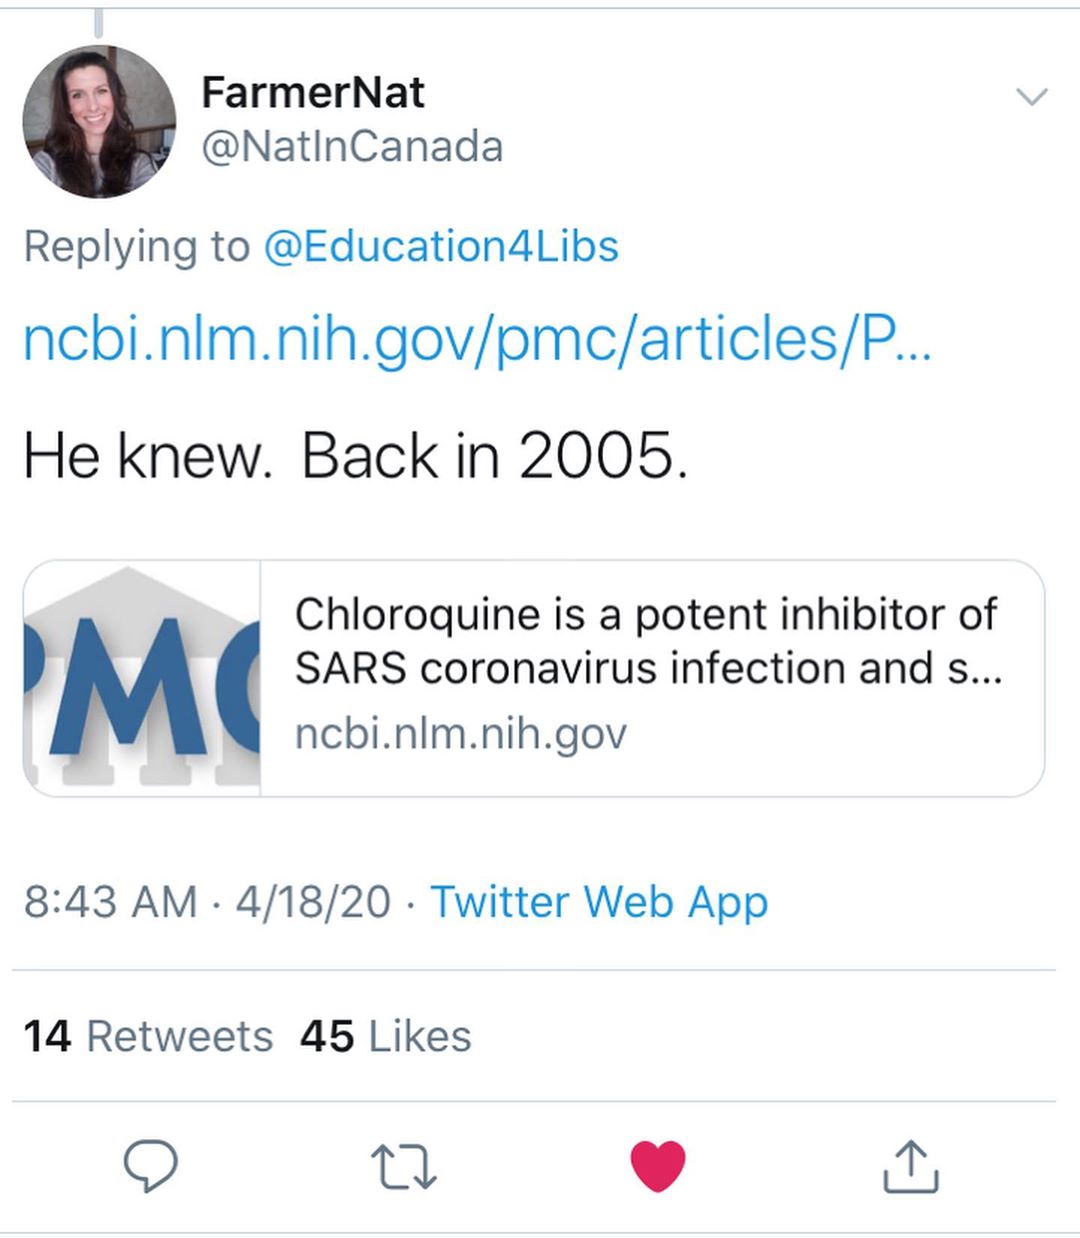 FarmerNat
@NatInCanada
Replying to @Education4Libs
ncbi.nlm.nih.gov/pmc/articles/P...
He knew.  Back in 2005.
PMC
Chloroquine is a potent inhibitor of
SARS coronavirus infection and s...
ncbi.nlm.nih.gov
8:43 AM · 4/18/20 · Twitter Web App
14 Retweets  45 Likes